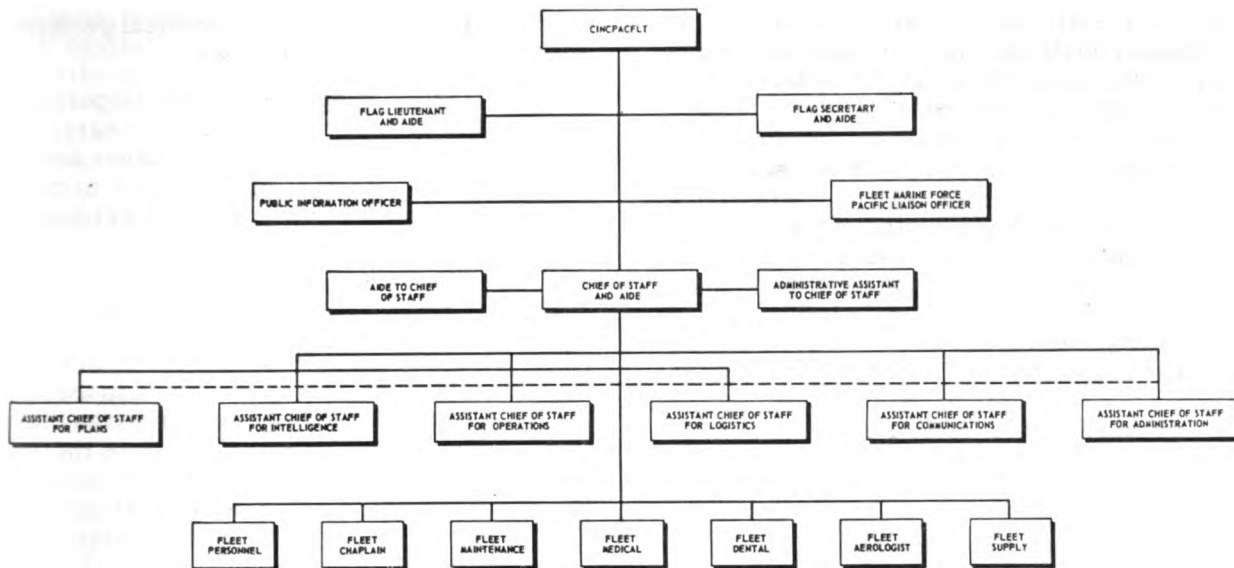 CINCPACFLT
FLAG LIEUTENANT
AND AIDE
FLAG SECRETARY
AND AIDE
PUBLIC INFORMATION OFFICER
FLEET MARINE FORCE
PACIFIC LIAISON OFFICER
AIDE TO CHIEF
OF STAFF
CHIEF OF STAFF
AND AIDE
ADMINISTRATIVE ASSISTANT
TO CHIEF OF STAFF
ASSISTANT CHIEF OF STAFF
FOR PLANS
ASSISTANT CHIEF OF STAFF
FOR INTELLIGENCE
ASSISTANT CHIEF OF STAFF
FOR OPERATIONS
ASSISTANT CHIEF OF STAFF
FOR LOGISTICS
ASSISTANT CHIEF OF STAFF
FOR COMMUNICATIONS
ASSISTANT CHIEF OF STAFF
FOR ADMINISTRATION
FLEET
PERSONNEL
FLEET
CHAPLAIN
FLEET
MAINTENANCE
FLEET
MEDICAL
FLEET
DENTAL
FLEET
AEROLOGIST
FLEET
SUPPLY